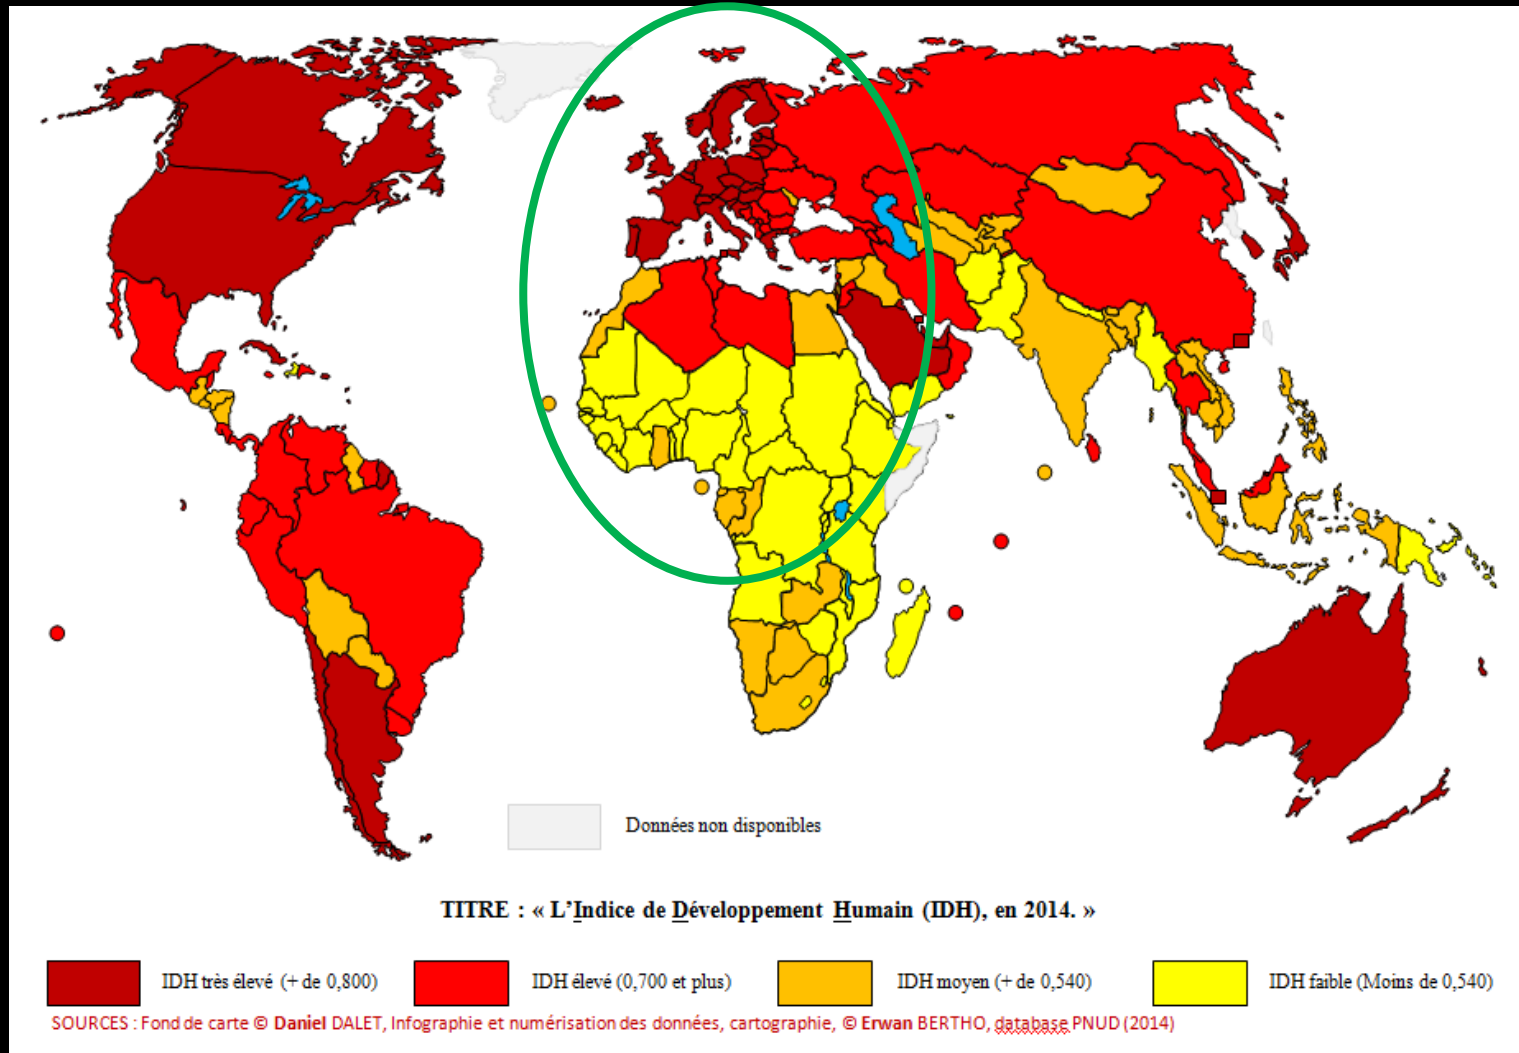 Données non disponibles
TITRE : « L’Indice de Développement Humain (IDH), en 2014. »
IDH très élevé (+ de 0,800)
IDH élevé (0,700 et plus)
IDH moyen (+ de 0,540)
IDH faible (Moins de 0,540)
SOURCES : Fond de carte © Daniel DALET, Infographie et numérisation des données, cartographie, © Erwan BERTHO, database PNUD (2014)